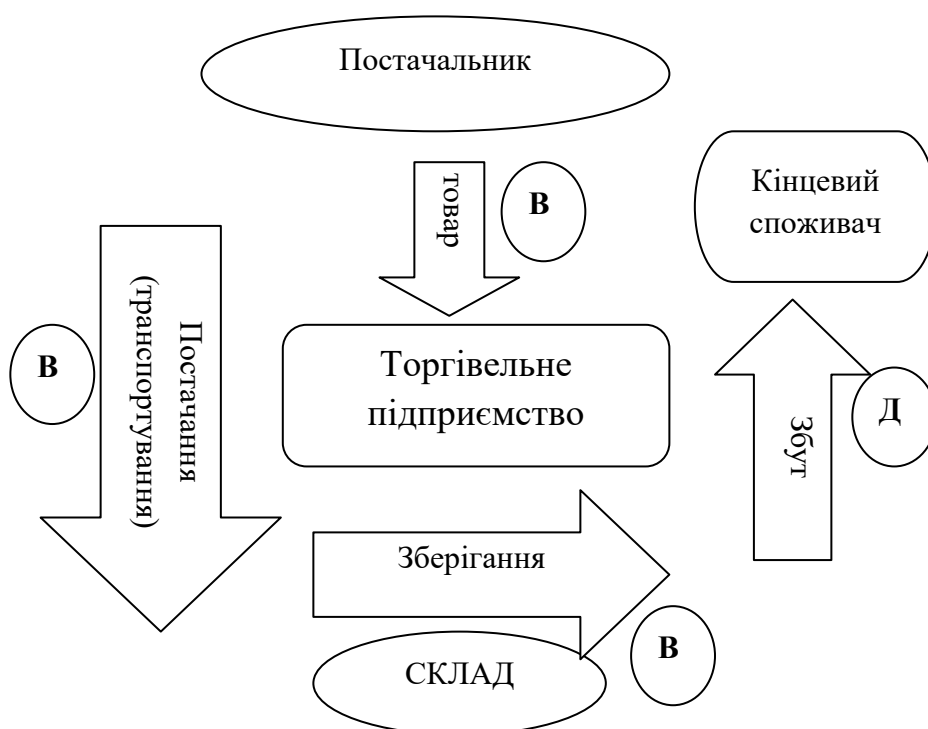 Постачальник
товар
В
Кінцевий
споживач
В
Постачання
(транспортування)
Торгівельне
підприємство
Збут
Д
Зберігання
В
СКЛАД